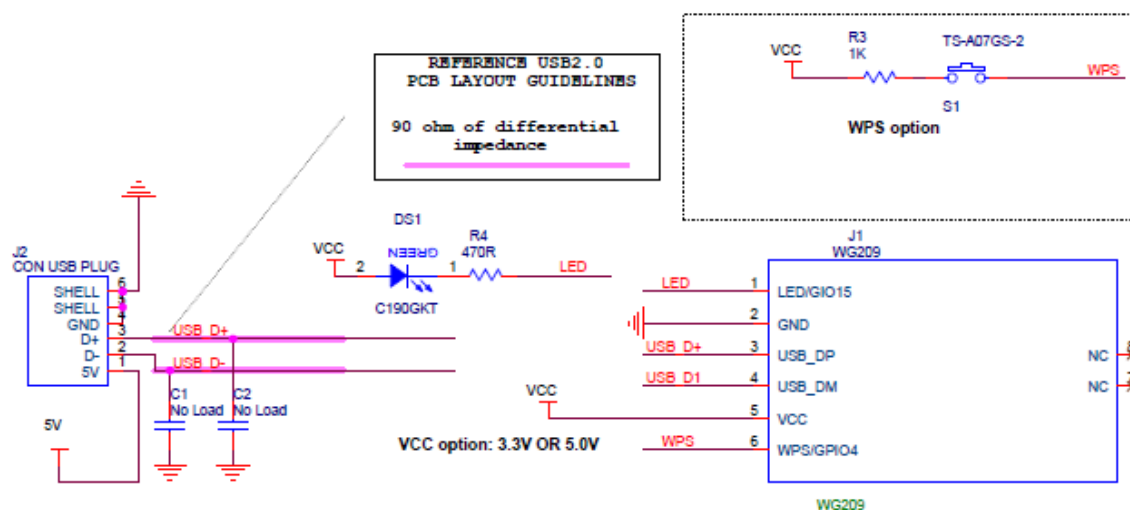 REFERENCE USB2.0
PCB LAYOUT GUIDELINES
90 ohm of differential
impedance
R3
1K
TS-A07GS-2
VCC
WPS
S1
WPS option
J2
CON USB PLUG
SHELL
6
SHELL
5
GND
4
D+
3
D-
2
5V
1
USB_D+
USB_D-
C1
No Load
C2
No Load
5V
DS1
GREEN
R4
470R
VCC
2
1
LED
C190GKT
VCC option: 3.3V OR 5.0V
J1
WG209
LED
1
LED/GIO15
2
GND
USB_D+
3
USB_DP
NC
8
USB_D1
4
USB_DM
NC
7
VCC
5
VCC
WPS
6
WPS/GPIO4
WG209